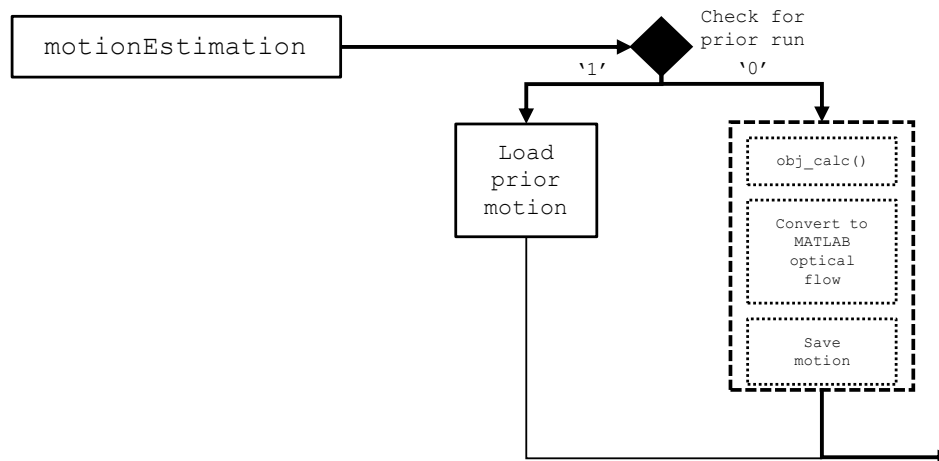 motionEstimation
Check for
prior run
‘1’
‘0’
Load
prior
motion
obj_calc()
Convert to
MATLAB
optical
flow
Save
motion